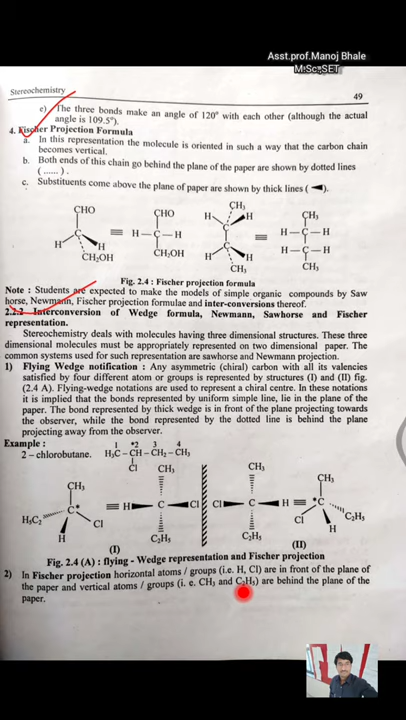 Asst.prof.Manoj Bhale
M.Sc.,SET
Stereochemistry
49
e) The three bonds make an angle of 120° with each other (although the actual
angle is 109.5°).
4. Fischer Projection Formula
a. In this representation the molecule is oriented in such a way that the carbon chain
becomes vertical.
b. Both ends of this chain go behind the plane of the paper are shown by dotted lines
(......) .
c. Substituents come above the plane of paper are shown by thick lines (◄).
CHO CHO CH₃ CH₃
H C H CH₂OH ≡ H–C–H CH₂OH
H H C C H H CH₃ ≡ H–C–H H–C–H CH₃
Fig. 2.4 : Fischer projection formula
Note : Students are expected to make the models of simple organic compounds by Saw
horse, Newmann, Fischer projection formulae and inter-conversions thereof.
2.2.2 Interconversion of Wedge formula, Newmann, Sawhorse and Fischer
representation.
Stereochemistry deals with molecules having three dimensional structures. These three
dimensional molecules must be appropriately represented on two dimensional paper. The
common systems used for such representation are sawhorse and Newmann projection.
1) Flying Wedge notification : Any asymmetric (chiral) carbon with all its valencies
satisfied by four different atom or groups is represented by structures (I) and (II) fig.
(2.4 A). Flying-wedge notations are used to represent a chiral centre. In these notations
it is implied that the bonds represented by uniform simple line, lie in the plane of the
paper. The bond represented by thick wedge is in front of the plane projecting towards
the observer, while the bond represented by the dotted line is behind the plane
projecting away from the observer.
Example : 1 *2 3 4
2 – chlorobutane. H₃C – CH – CH₂ – CH₃
Cl
CH₃ CH₃ CH₃ CH₃
H₅C₂ C* Cl H ≡ H C Cl Cl C H ≡ *C Cl C₂H₅ H
C₂H₅ C₂H₅
(I) (II)
Fig. 2.4 (A) : flying - Wedge representation and Fischer projection
2) In Fischer projection horizontal atoms / groups (i.e. H, Cl) are in front of the plane of
the paper and vertical atoms / groups (i. e. CH₃ and C₂H₅) are behind the plane of the
paper.